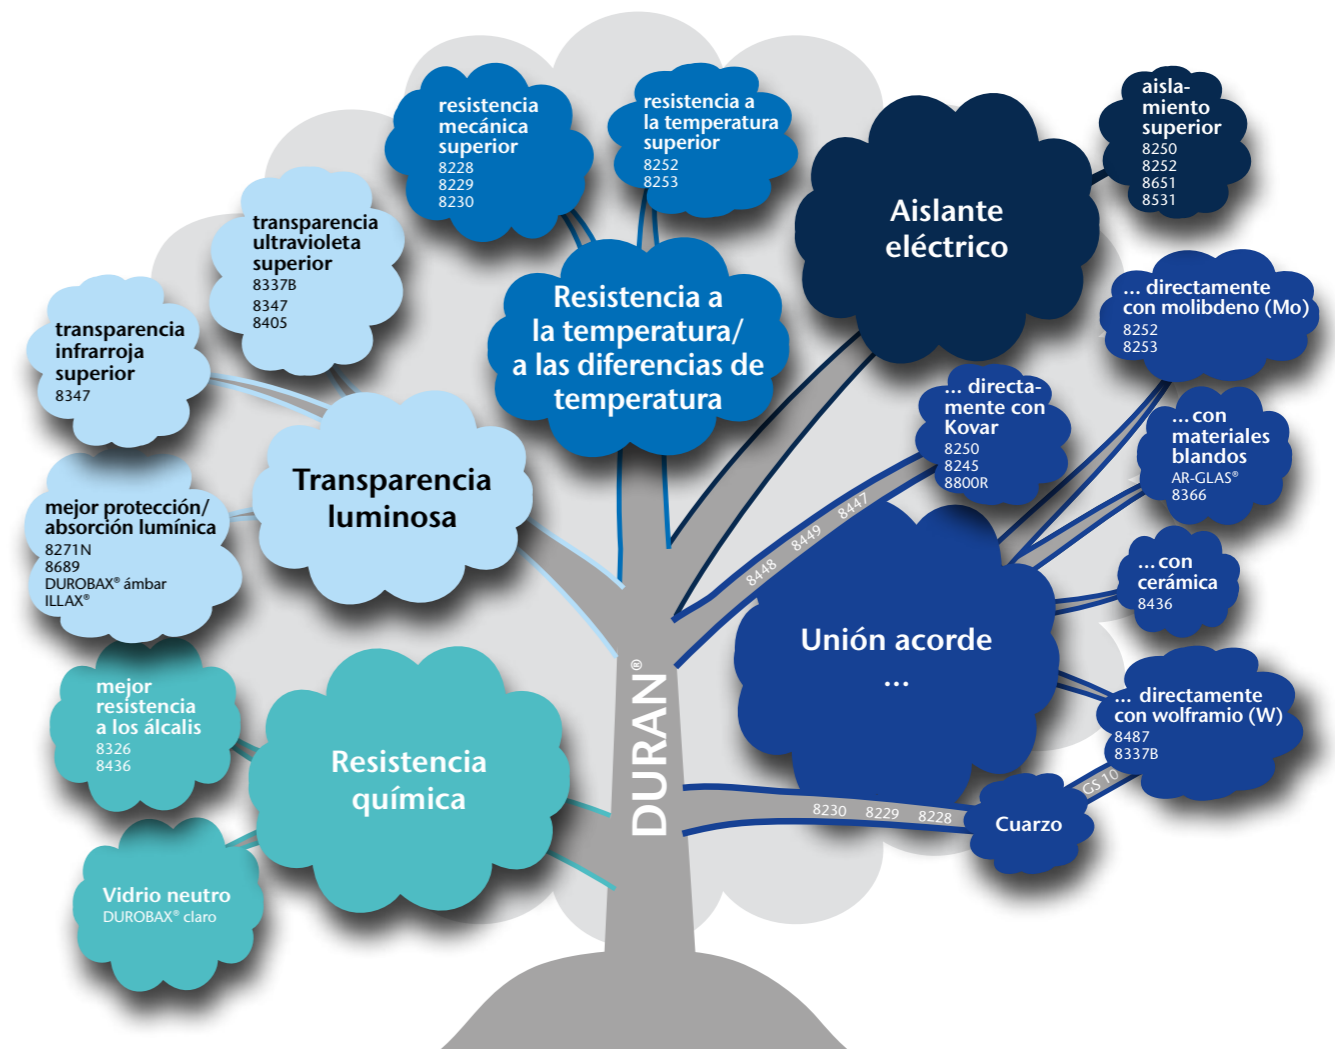 resistencia
mecánica
superior
8228
8229
8230
resistencia a
la temperatura
superior
8252
8253
aisla-
miento
superior
8250
8252
8651
8531
Aislante
eléctrico
transparencia
ultravioleta
superior
8337B
8347
8405
Resistencia a
la temperatura/
a las diferencias de
temperatura
... directamente
con molibdeno (Mo)
8252
8253
transparencia
infrarroja
superior
8347
... directa-
mente con
Kovar
8250
8245
8800R
... con
materiales
blandos
AR-GLAS®
8366
Transparencia
luminosa
mejor protección/
absorción lumínica
8271N
8689
DUROBAX® ámbar
ILLAX®
8448 8449 8447
... con
cerámica
8436
Unión acorde
...
mejor
resistencia
a los álcalis
8326
8436
... directamente
con wolframio (W)
8487
8337B
Resistencia
química
DURAN®
GS 10
8230 8229 8228
Cuarzo
Vidrio neutro
DUROBAX® claro